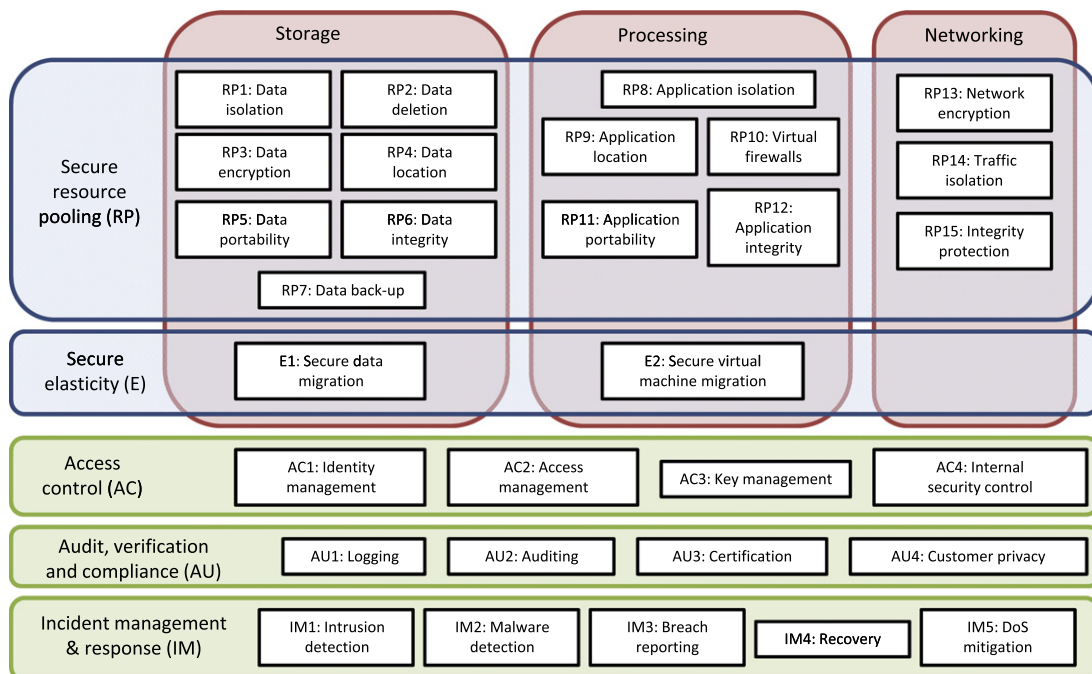 Storage
Processing
Networking
Secure
resource
pooling (RP)
RP1: Data
isolation
RP2: Data
deletion
RP3: Data
encryption
RP4: Data
location
RP5: Data
portability
RP6: Data
integrity
RP7: Data back-up
RP8: Application isolation
RP9: Application
location
RP10: Virtual
firewalls
RP11: Application
portability
RP12:
Application
integrity
RP13: Network
encryption
RP14: Traffic
isolation
RP15: Integrity
protection
Secure
elasticity (E)
E1: Secure data
migration
E2: Secure virtual
machine migration
Access
control (AC)
AC1: Identity
management
AC2: Access
management
AC3: Key management
AC4: Internal
security control
Audit, verification
and compliance (AU)
AU1: Logging
AU2: Auditing
AU3: Certification
AU4: Customer privacy
Incident management
& response (IM)
IM1: Intrusion
detection
IM2: Malware
detection
IM3: Breach
reporting
IM4: Recovery
IM5: DoS
mitigation